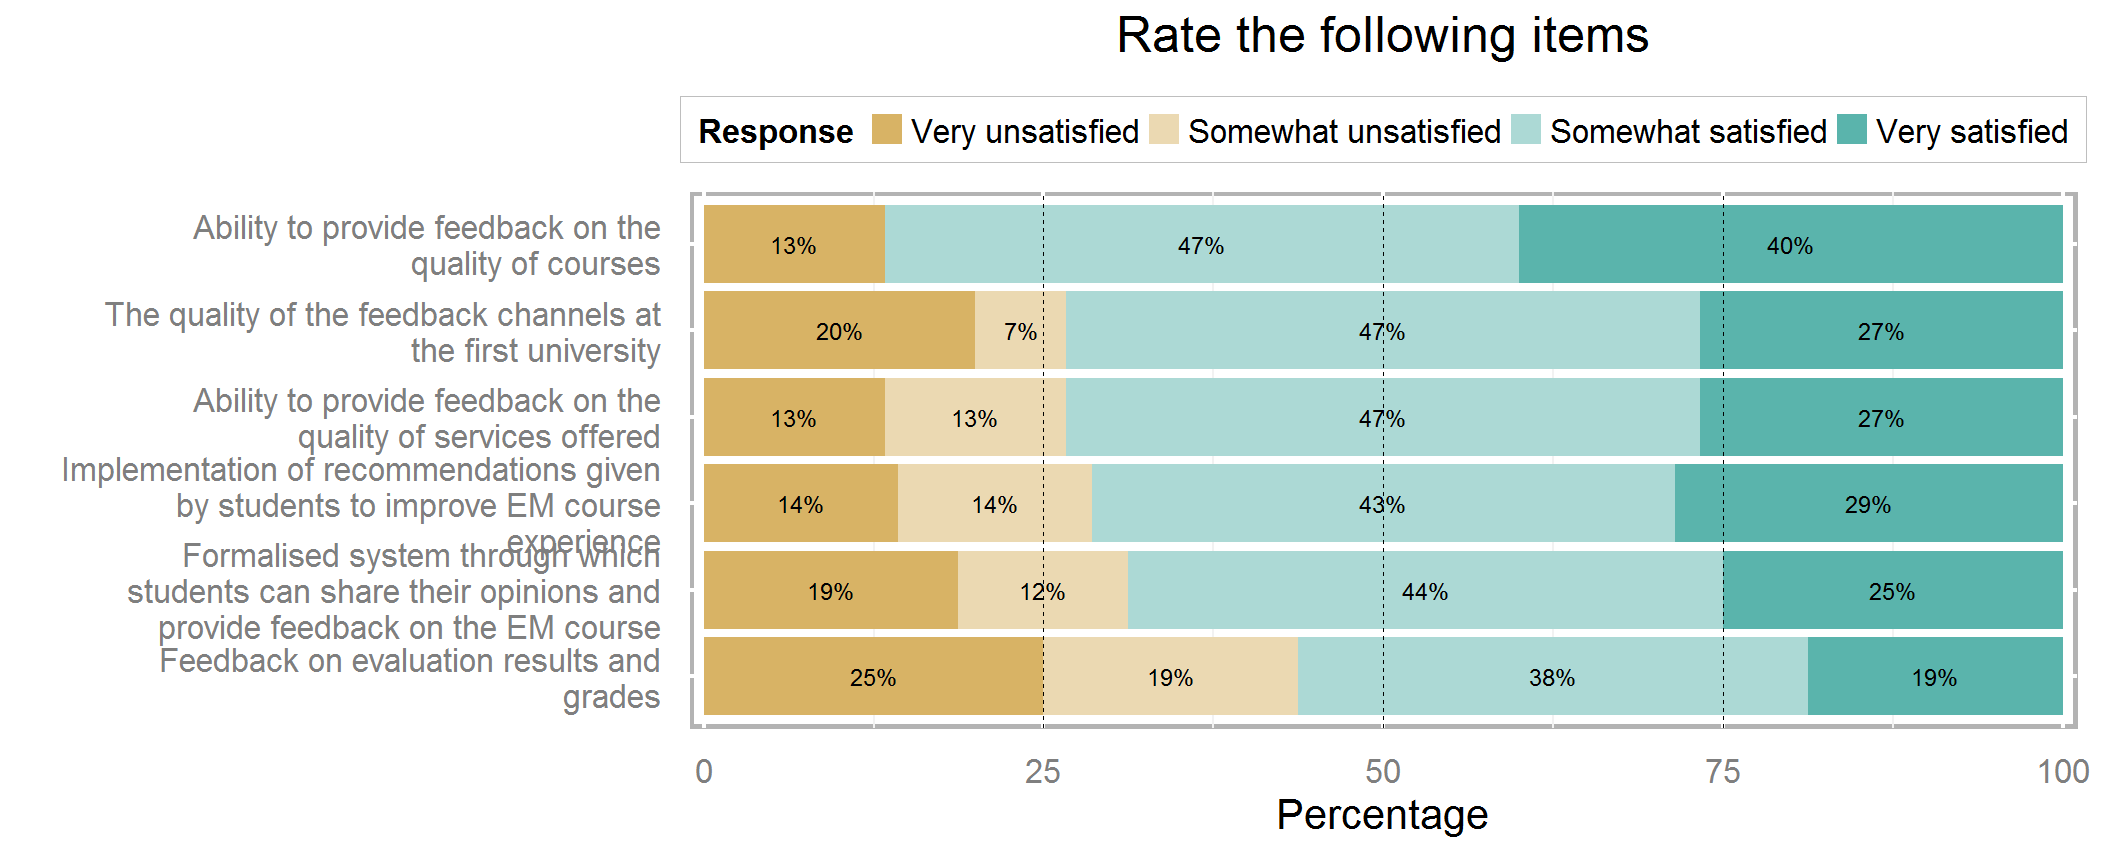 Rate the following items
Response Very unsatisfied Somewhat unsatisfied Somewhat satisfied Very satisfied
Ability to provide feedback on the
quality of courses
13% 47% 40%
The quality of the feedback channels at
the first university
20% 7% 47% 27%
Ability to provide feedback on the
quality of services offered
13% 13% 47% 27%
Implementation of recommendations given
by students to improve EM course
experience
14% 14% 43% 29%
Formalised system through which
students can share their opinions and
provide feedback on the EM course
19% 12% 44% 25%
Feedback on evaluation results and
grades
25% 19% 38% 19%
0 25 50 75 100
Percentage